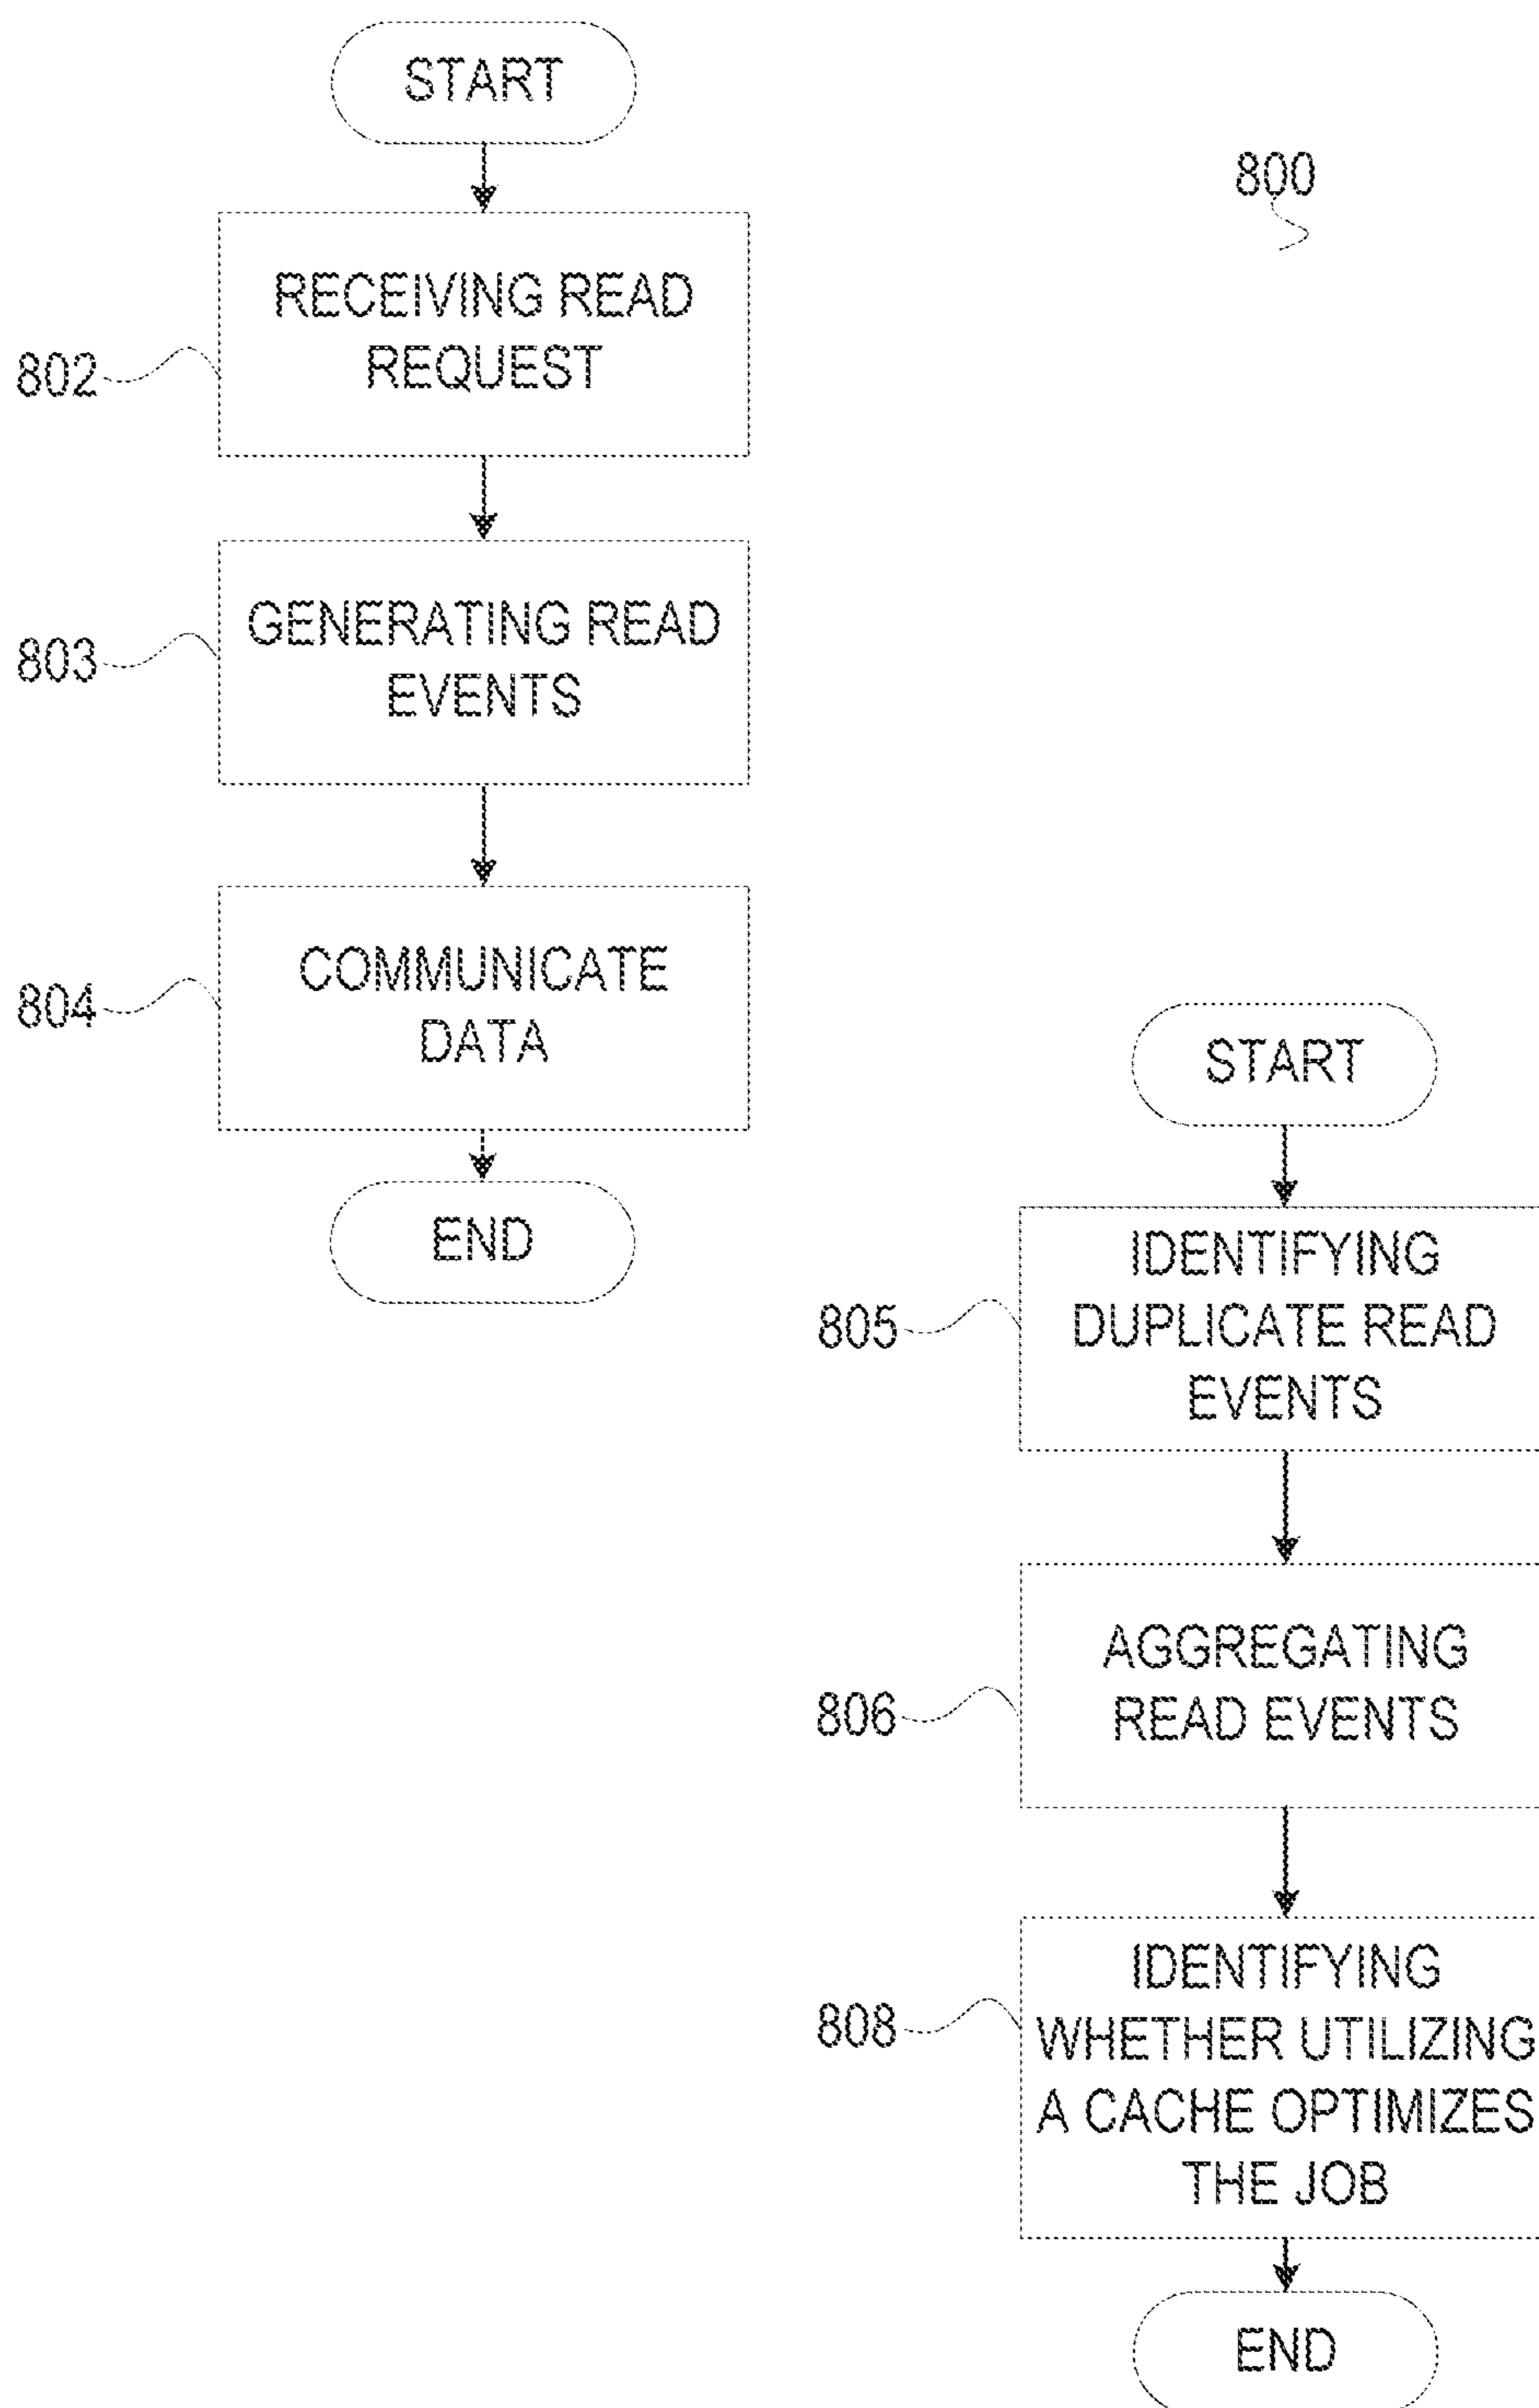 START
800
RECEIVING READ
REQUEST
802
GENERATING READ
EVENTS
803
COMMUNICATE
DATA
804
END
START
IDENTIFYING
DUPLICATE READ
EVENTS
805
AGGREGATING
READ EVENTS
806
IDENTIFYING
WHETHER UTILIZING
A CACHE OPTIMIZES
THE JOB
808
END